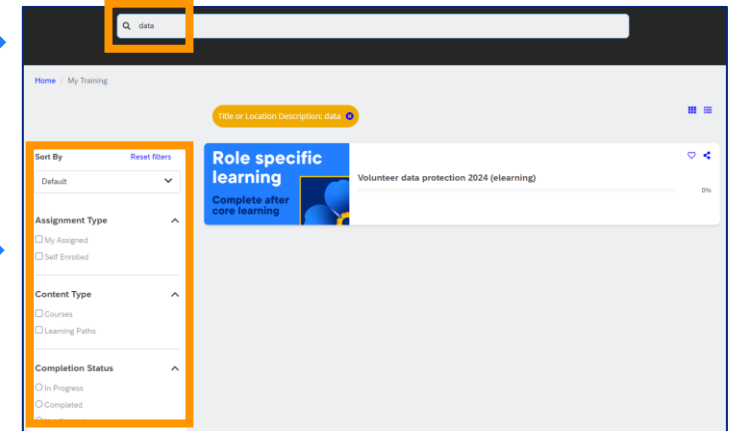 data
Home / My Training
Title or Location Description: data
Sort By
Reset filters
Default
Assignment Type
My Assigned
Self Enrolled
Content Type
Courses
Learning Paths
Completion Status
In Progress
Completed
Role specific
learning
Complete after
core learning
Volunteer data protection 2024 (elearning)
0%